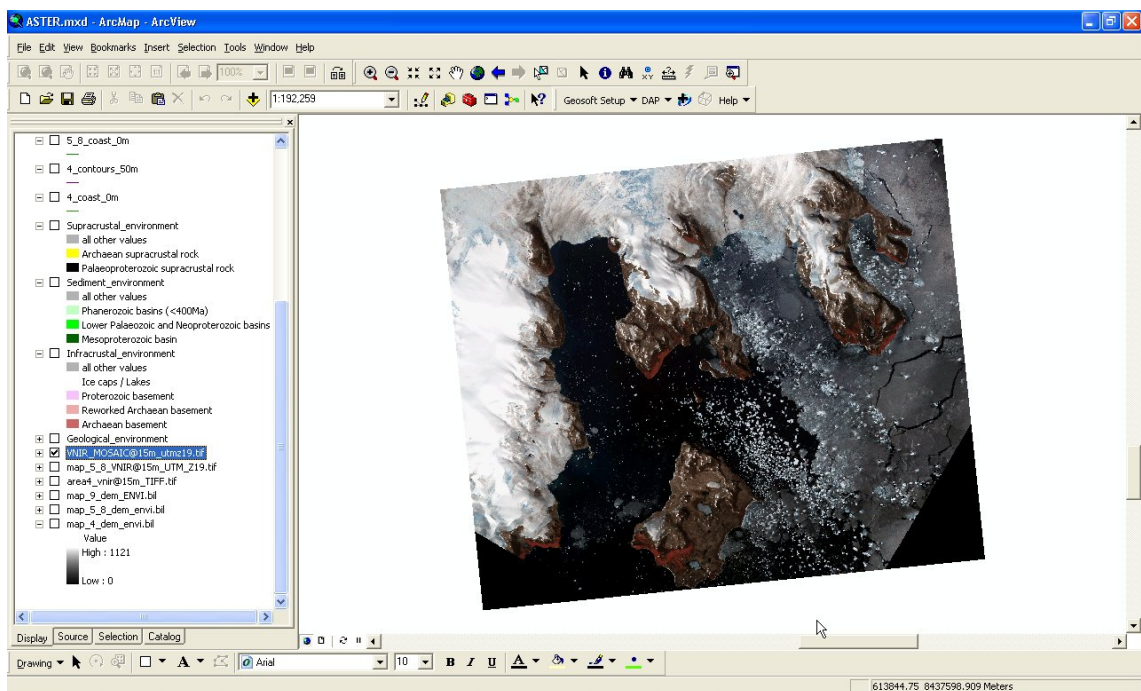 ASTER.mxd - ArcMap - ArcView
File Edit View Bookmarks Insert Selection Tools Window Help
100%
1:192,259
Geosoft Setup DAP Help
5_8_coast_0m
4_contours_50m
4_coast_0m
Supracrustal_environment
all other values
Archaean supracrustal rock
Palaeoproterozoic supracrustal rock
Sediment_environment
all other values
Phanerozoic basins (<400Ma)
Lower Palaeozoic and Neoproterozoic basins
Mesoproterozoic basin
Infracrustal_environment
all other values
Ice caps / Lakes
Proterozoic basement
Reworked Archaean basement
Archaean basement
Geological_environment
VNIR_MOSAIC@15m_utmz19.tif
map_5_8_VNIR@15m_UTM_Z19.tif
area4_vnir@15m_TIFF.tif
map_9_dem_ENVI.bil
map_5_8_dem_envi.bil
map_4_dem_envi.bil
Value
High : 1121
Low : 0
Display Source Selection Catalog
Drawing A Arial 10 B I U A
613844.75 8437598.909 Meters